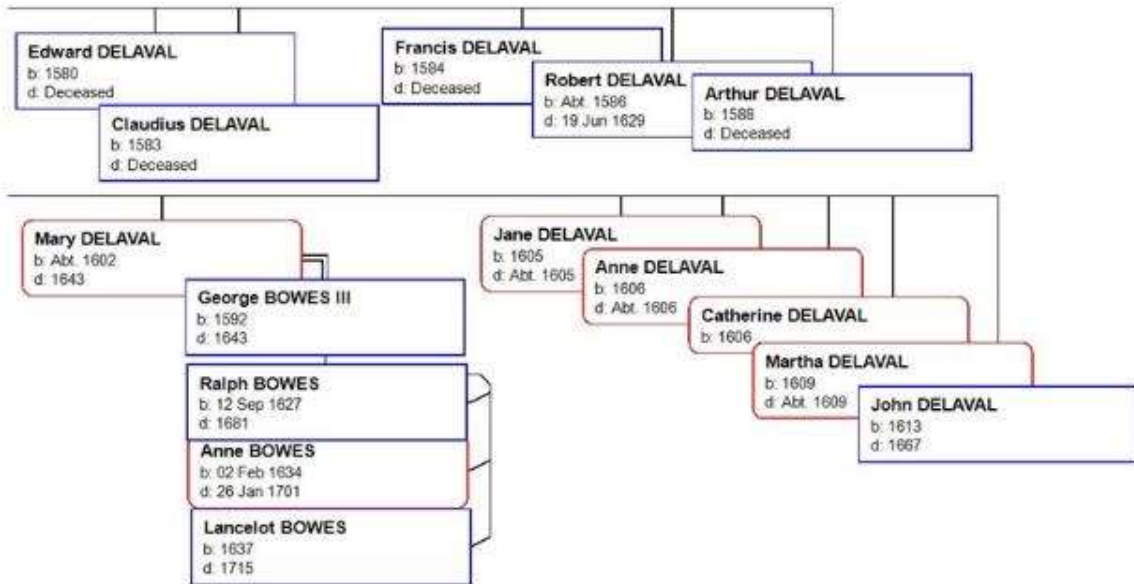 Edward DELAVAL
b: 1580
d: Deceased
Claudius DELAVAL
b: 1583
d: Deceased
Francis DELAVAL
b: 1584
d: Deceased
Robert DELAVAL
b: Abt. 1586
d: 19 Jun 1629
Arthur DELAVAL
b: 1588
d: Deceased
Mary DELAVAL
b: Abt. 1602
d: 1643
George BOWES III
b: 1592
d: 1643
Ralph BOWES
b: 12 Sep 1627
d: 1681
Anne BOWES
b: 02 Feb 1634
d: 26 Jan 1701
Lancelot BOWES
b: 1637
d: 1715
Jane DELAVAL
b: 1605
d: Abt. 1605
Anne DELAVAL
b: 1606
d: Abt. 1606
Catherine DELAVAL
b: 1606
Martha DELAVAL
b: 1609
d: Abt. 1609
John DELAVAL
b: 1613
d: 1667